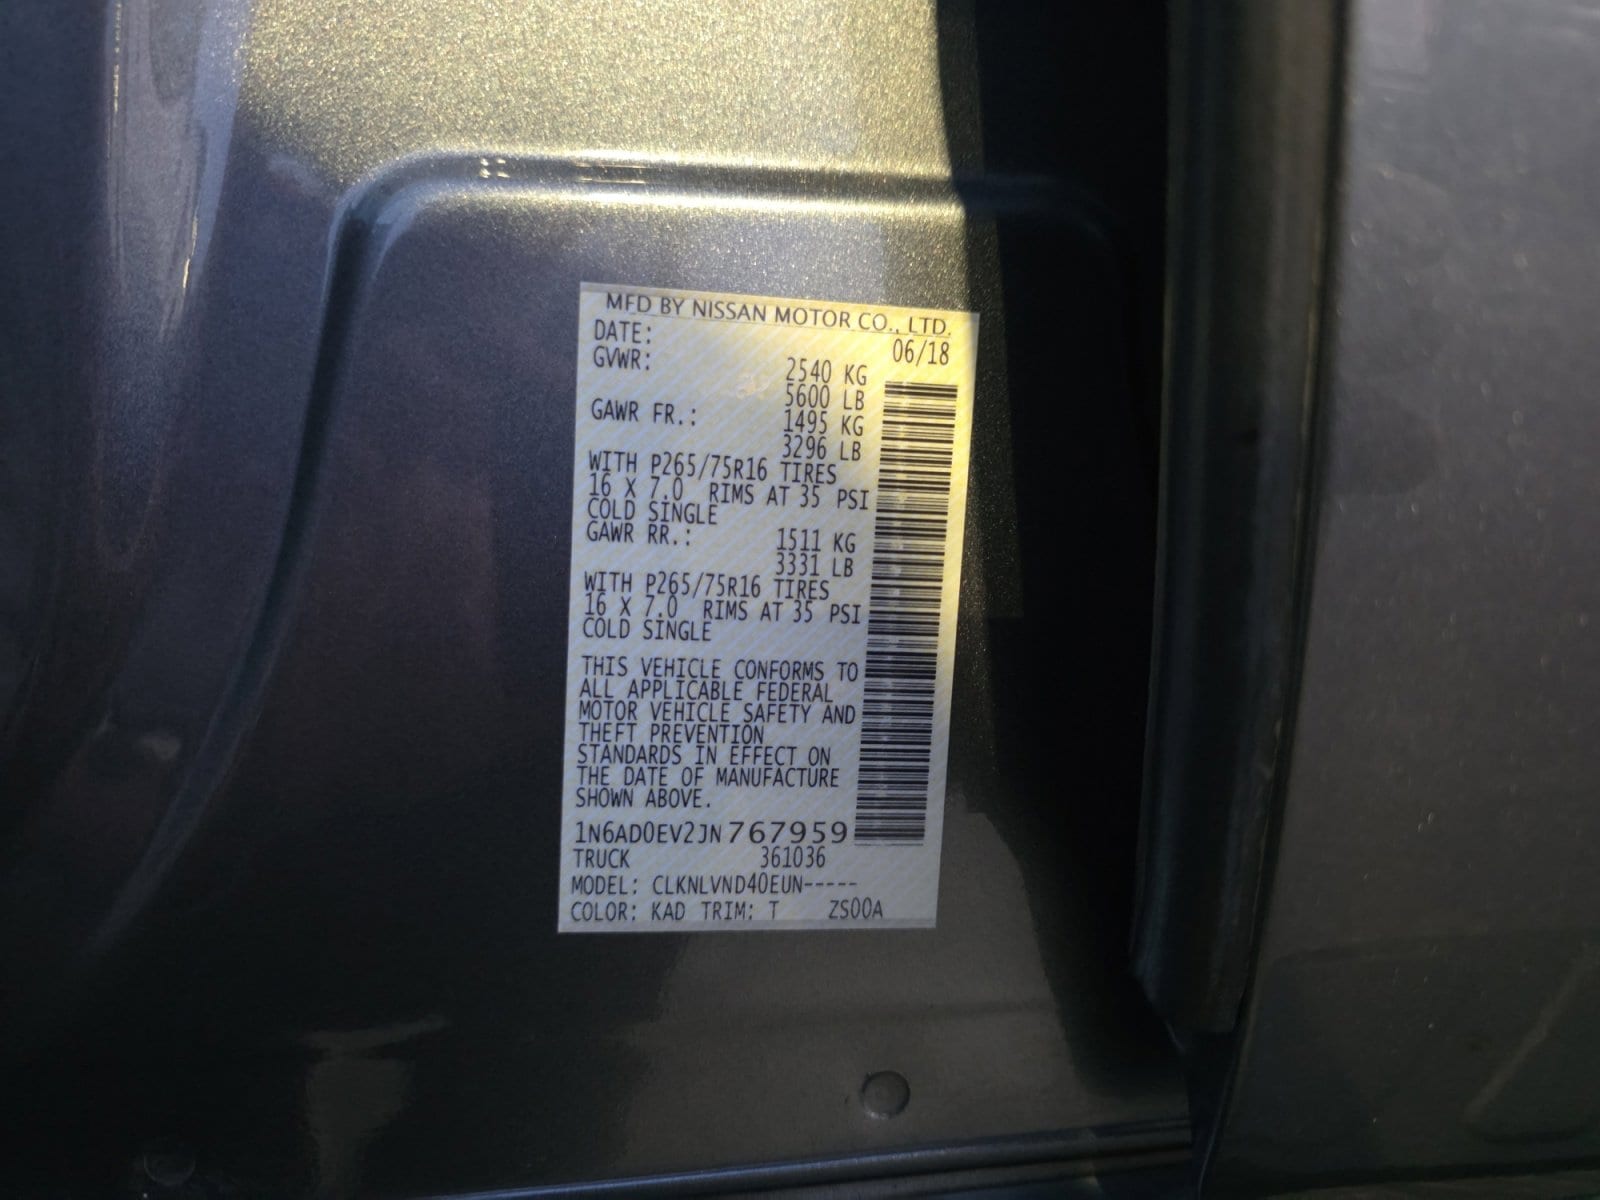 MFD BY NISSAN MOTOR CO., LTD.
DATE: 06/18
GVWR: 2540 KG
5600 LB
GAWR FR.: 1495 KG
3296 LB
WITH P265/75R16 TIRES
16 X 7.0 RIMS AT 35 PSI
COLD SINGLE
GAWR RR.: 1511 KG
3331 LB
WITH P265/75R16 TIRES
16 X 7.0 RIMS AT 35 PSI
COLD SINGLE
THIS VEHICLE CONFORMS TO
ALL APPLICABLE FEDERAL
MOTOR VEHICLE SAFETY AND
THEFT PREVENTION
STANDARDS IN EFFECT ON
THE DATE OF MANUFACTURE
SHOWN ABOVE.
1N6AD0EV2JN767959
TRUCK 361036
MODEL: CLKNLVND40EUN-----
COLOR: KAD TRIM: T ZS00A